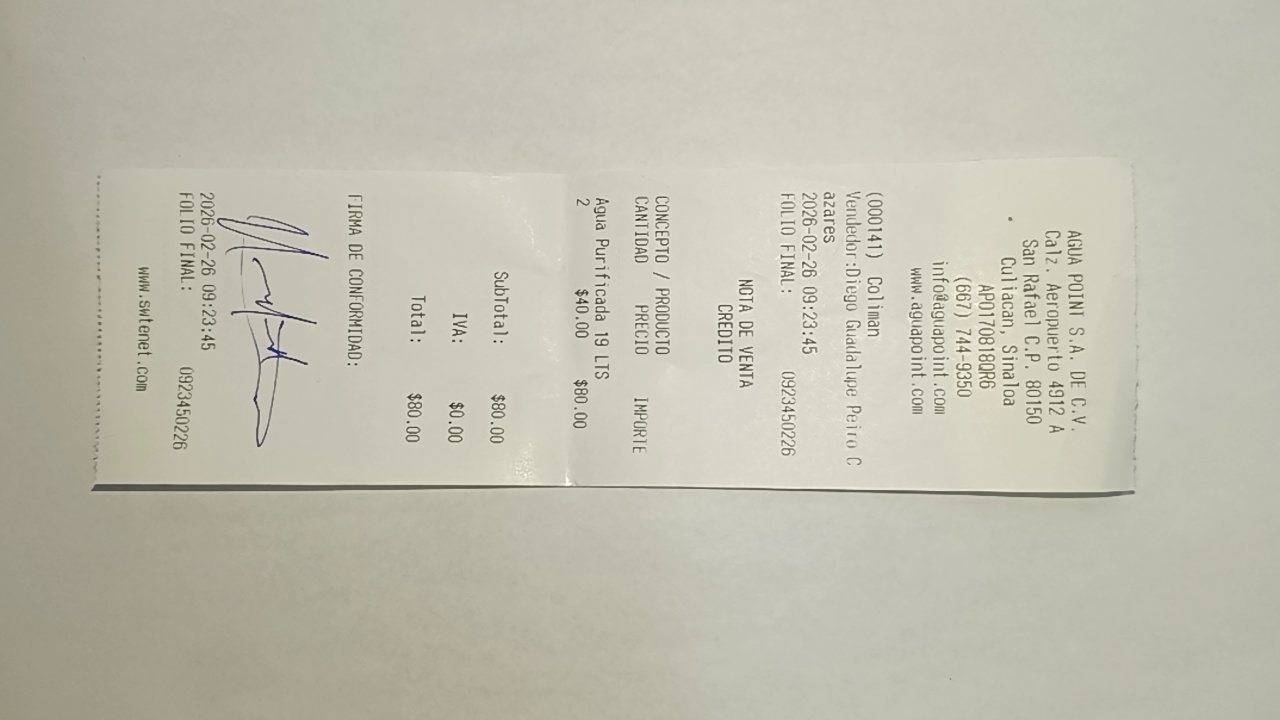 AGUA POINT S.A. DE C.V.
Calz. Aeropuerto 4912 A
San Rafael C.P. 80150
Culiacan, Sinaloa
APO170818QR6
(667) 744-9350
info@aguapoint.com
www.aguapoint.com
(000141) Coliman
Vendedor:Diego Guadalupe Peiro C
azares
2026-02-26 09:23:45
FOLIO FINAL: 0923450226
NOTA DE VENTA
CREDITO
CONCEPTO / PRODUCTO
CANTIDAD PRECIO IMPORTE
Agua Purificada 19 LTS
2 $40.00 $80.00
SubTotal: $80.00
IVA: $0.00
Total: $80.00
FIRMA DE CONFORMIDAD:
2026-02-26 09:23:45
FOLIO FINAL: 0923450226
www.swtenet.com